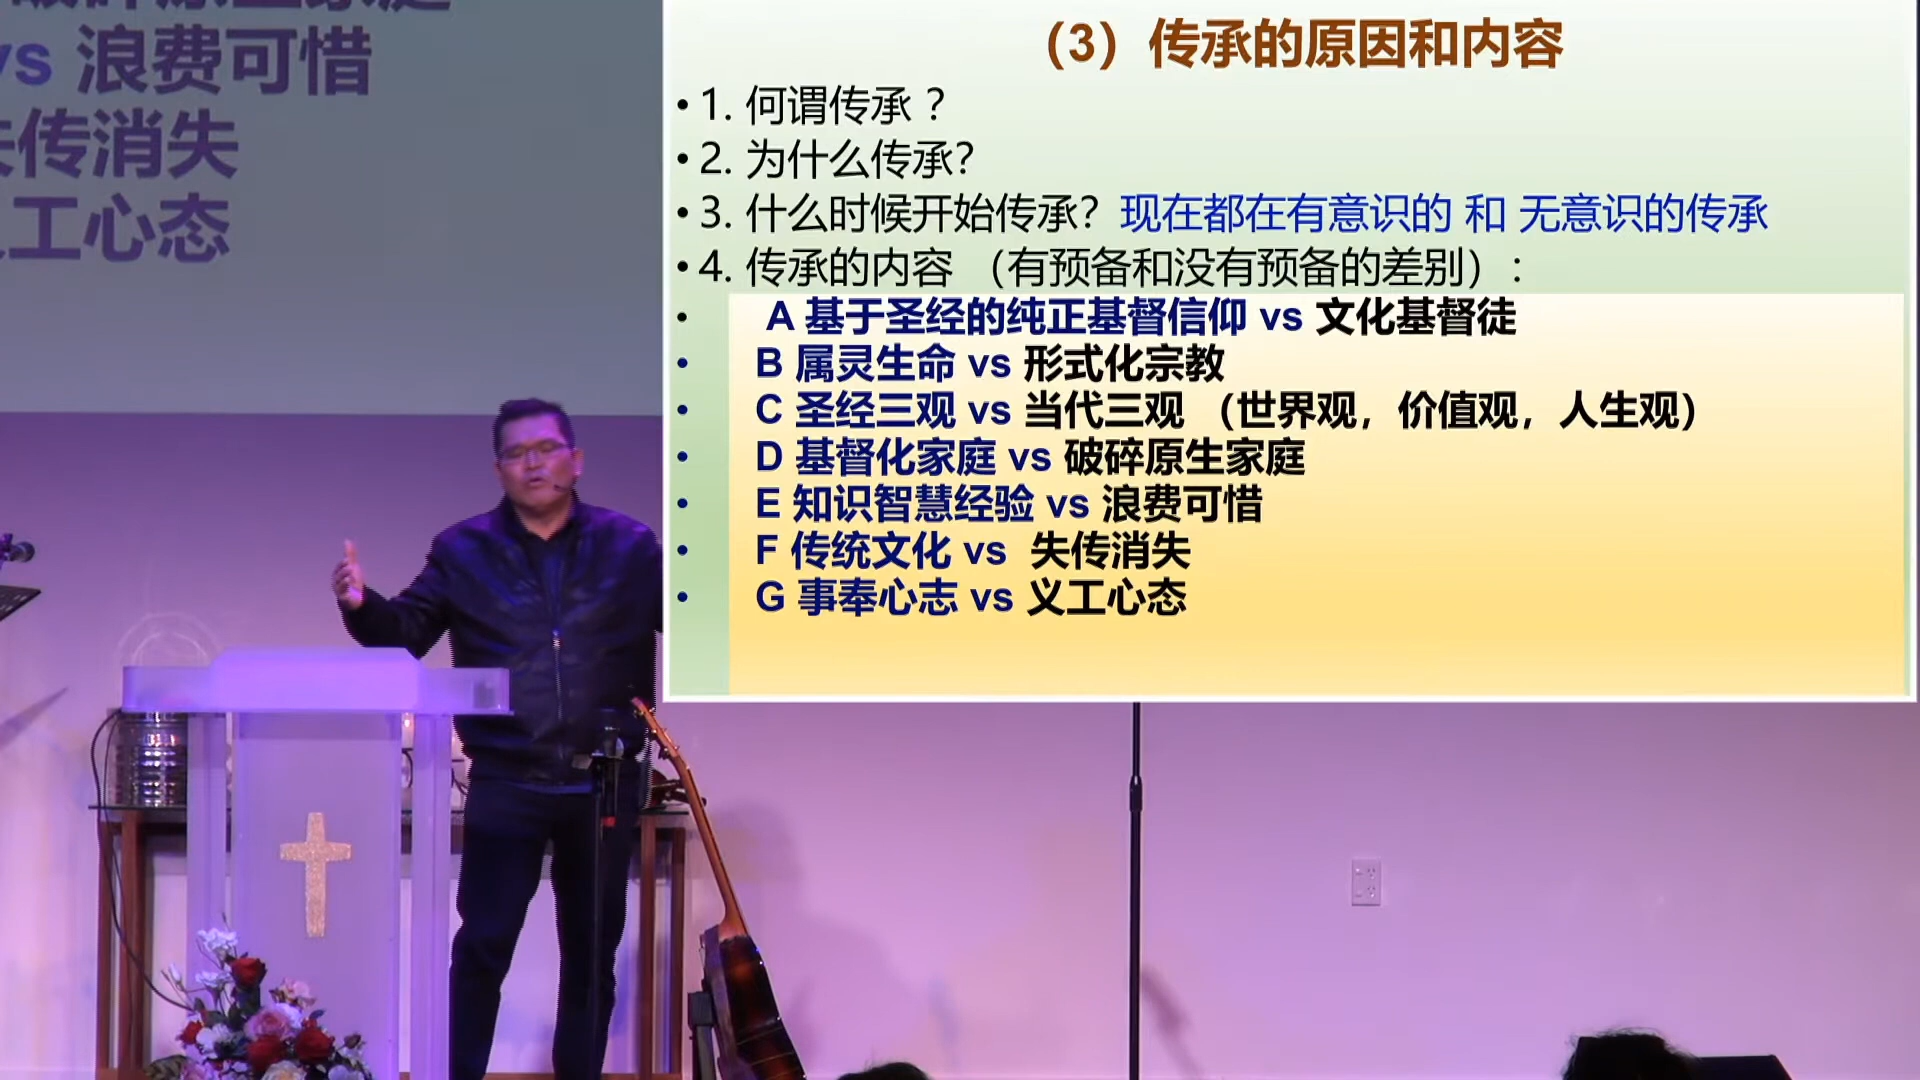 vs 浪费可惜
传消失
工心态
（3）传承的原因和内容
• 1. 何谓传承 ？
• 2. 为什么传承？
• 3. 什么时候开始传承？现在都在有意识的 和 无意识的传承
• 4. 传承的内容 （有预备和没有预备的差别）：
• A 基于圣经的纯正基督信仰 vs 文化基督徒
• B 属灵生命 vs 形式化宗教
• C 圣经三观 vs 当代三观 （世界观，价值观，人生观）
• D 基督化家庭 vs 破碎原生家庭
• E 知识智慧经验 vs 浪费可惜
• F 传统文化 vs 失传消失
• G 事奉心志 vs 义工心态